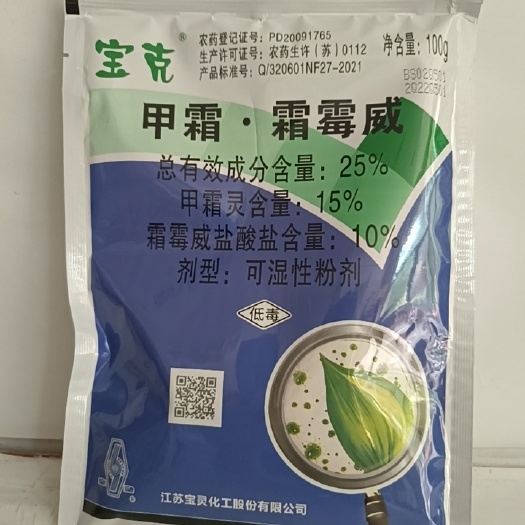 宝克®
农药登记证号：PD20091765
生产许可证号：农药生许（苏）0112
产品标准号：Q/320601NF27-2021
净含量：100g
甲霜·霜霉威
总有效成分含量：25%
甲霜灵含量：15%
霜霉威盐酸盐含量：10%
剂型：可湿性粉剂
低毒
江苏宝灵化工股份有限公司